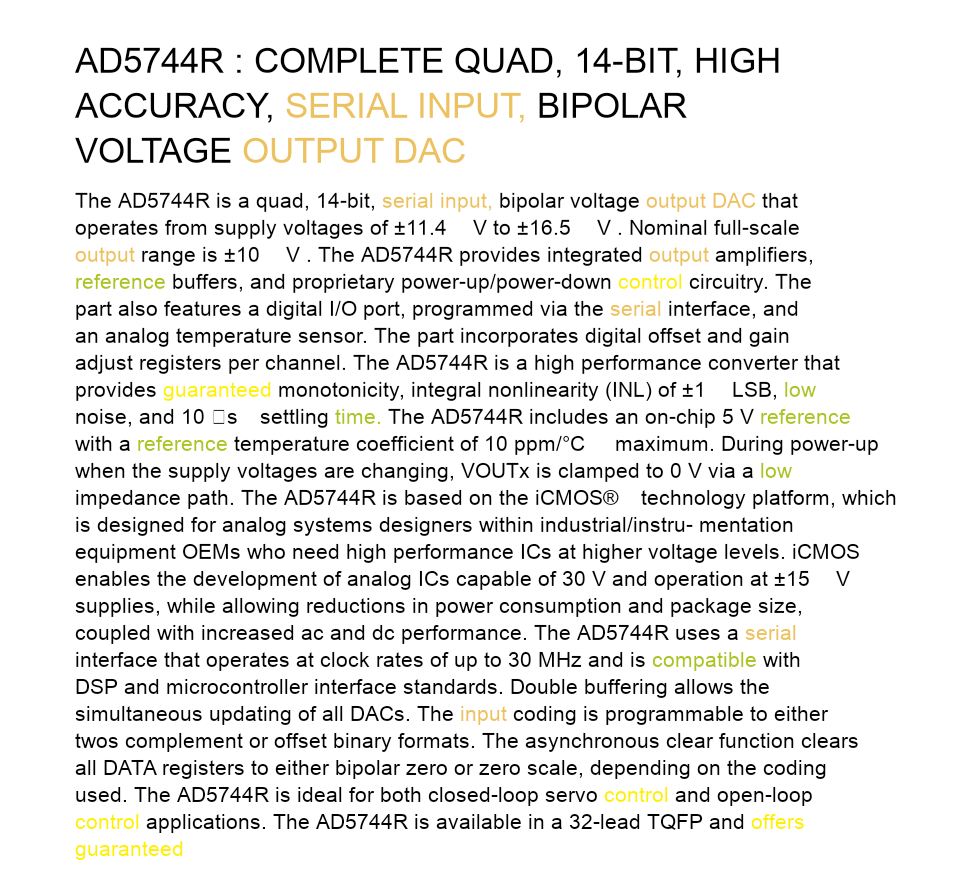 AD5744R : COMPLETE QUAD, 14-BIT, HIGH
ACCURACY, SERIAL INPUT, BIPOLAR
VOLTAGE OUTPUT DAC
The AD5744R is a quad, 14-bit, serial input, bipolar voltage output DAC that
operates from supply voltages of ±11.4 V to ±16.5 V . Nominal full-scale
output range is ±10 V . The AD5744R provides integrated output amplifiers,
reference buffers, and proprietary power-up/power-down control circuitry. The
part also features a digital I/O port, programmed via the serial interface, and
an analog temperature sensor. The part incorporates digital offset and gain
adjust registers per channel. The AD5744R is a high performance converter that
provides guaranteed monotonicity, integral nonlinearity (INL) of ±1 LSB, low
noise, and 10 □s settling time. The AD5744R includes an on-chip 5 V reference
with a reference temperature coefficient of 10 ppm/°C maximum. During power-up
when the supply voltages are changing, VOUTx is clamped to 0 V via a low
impedance path. The AD5744R is based on the iCMOS® technology platform, which
is designed for analog systems designers within industrial/instru- mentation
equipment OEMs who need high performance ICs at higher voltage levels. iCMOS
enables the development of analog ICs capable of 30 V and operation at ±15 V
supplies, while allowing reductions in power consumption and package size,
coupled with increased ac and dc performance. The AD5744R uses a serial
interface that operates at clock rates of up to 30 MHz and is compatible with
DSP and microcontroller interface standards. Double buffering allows the
simultaneous updating of all DACs. The input coding is programmable to either
twos complement or offset binary formats. The asynchronous clear function clears
all DATA registers to either bipolar zero or zero scale, depending on the coding
used. The AD5744R is ideal for both closed-loop servo control and open-loop
control applications. The AD5744R is available in a 32-lead TQFP and offers
guaranteed